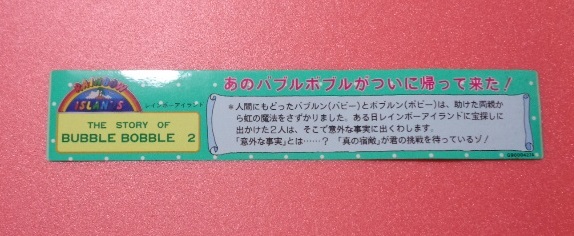 RAINBOW
ISLANDS
レインボーアイランド
THE STORY OF
BUBBLE BOBBLE 2
あのバブルボブルがついに帰って来た！
＊人間にもどったバブルン(バビー)とボブルン(ボビー)は、助けた両親か
ら虹の魔法をさずかりました。ある日レインボーアイランドに宝探しに
出かけた2人は、そこで意外な事実に出くわします。
「意外な事実」とは……？「真の宿敵」が君の挑戦を待っているゾ！